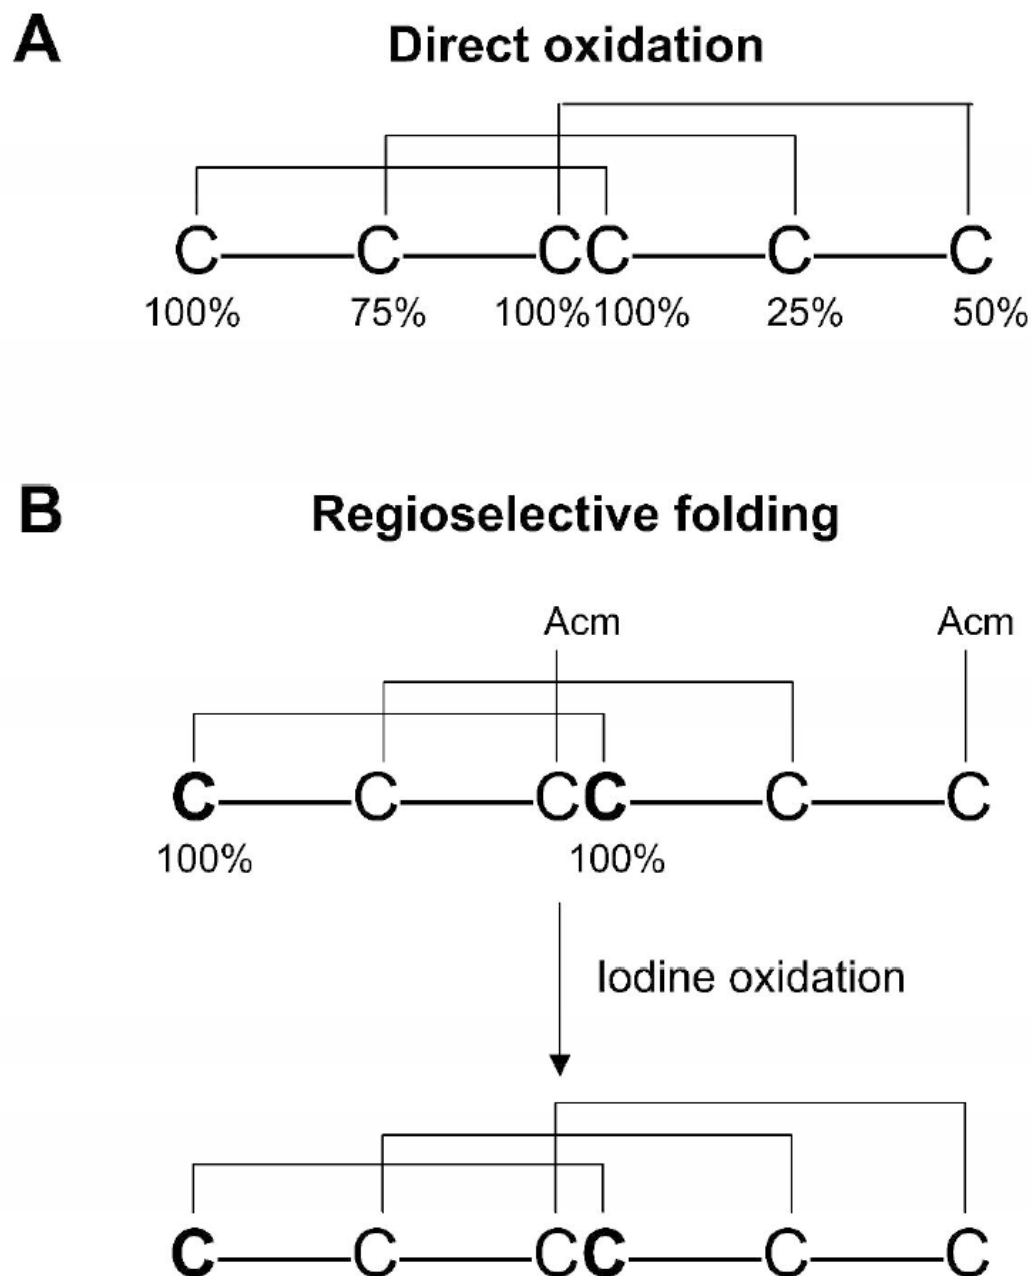 A Direct oxidation
C C CC C C
100% 75% 100% 100% 25% 50%
B Regioselective folding
Acm Acm
C C CC C C
100% 100%
Iodine oxidation
C C CC C C